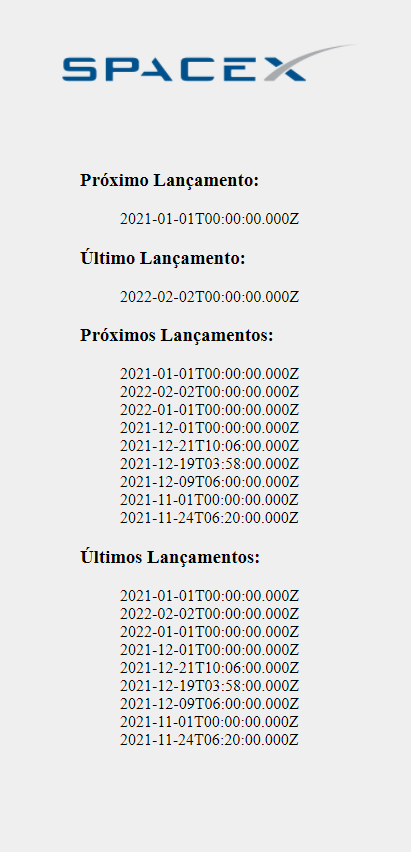 SPACEX
Próximo Lançamento:
2021-01-01T00:00:00.000Z
Último Lançamento:
2022-02-02T00:00:00.000Z
Próximos Lançamentos:
2021-01-01T00:00:00.000Z
2022-02-02T00:00:00.000Z
2022-01-01T00:00:00.000Z
2021-12-01T00:00:00.000Z
2021-12-21T10:06:00.000Z
2021-12-19T03:58:00.000Z
2021-12-09T06:00:00.000Z
2021-11-01T00:00:00.000Z
2021-11-24T06:20:00.000Z
Últimos Lançamentos:
2021-01-01T00:00:00.000Z
2022-02-02T00:00:00.000Z
2022-01-01T00:00:00.000Z
2021-12-01T00:00:00.000Z
2021-12-21T10:06:00.000Z
2021-12-19T03:58:00.000Z
2021-12-09T06:00:00.000Z
2021-11-01T00:00:00.000Z
2021-11-24T06:20:00.000Z